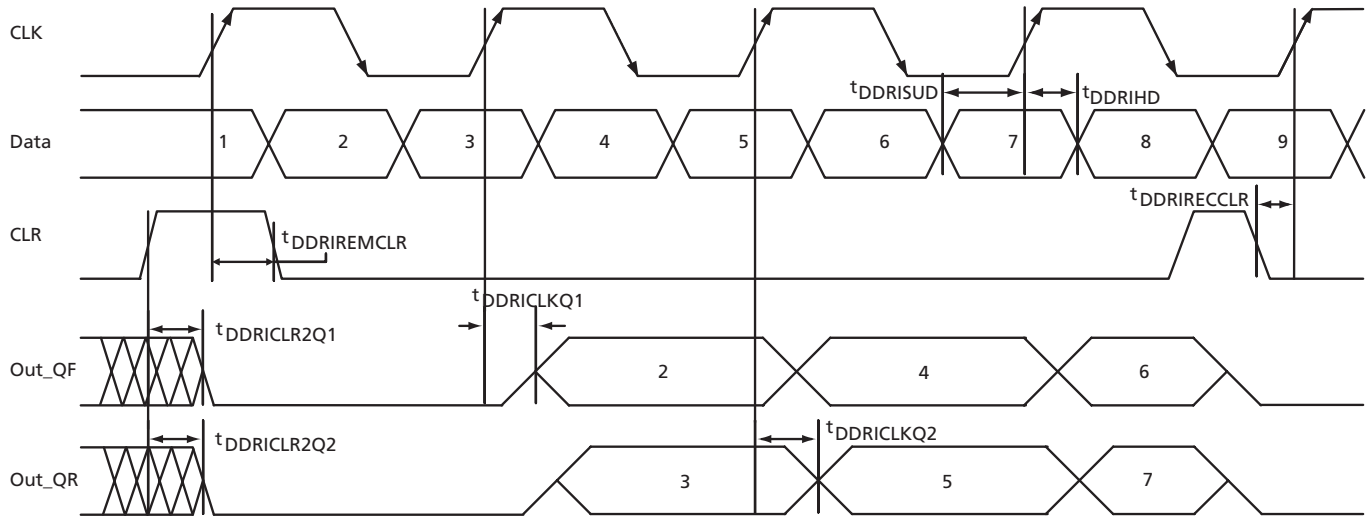 CLK
tDDRISUD
tDDRIHD
Data
1 2 3 4 5 6 7 8 9
tDDRIRECCLR
CLR
tDDRIREMCLR
tDDRICLKQ1
tDDRICLR2Q1
Out_QF
2 4 6
tDDRICLR2Q2
tDDRICLKQ2
Out_QR
3 5 7